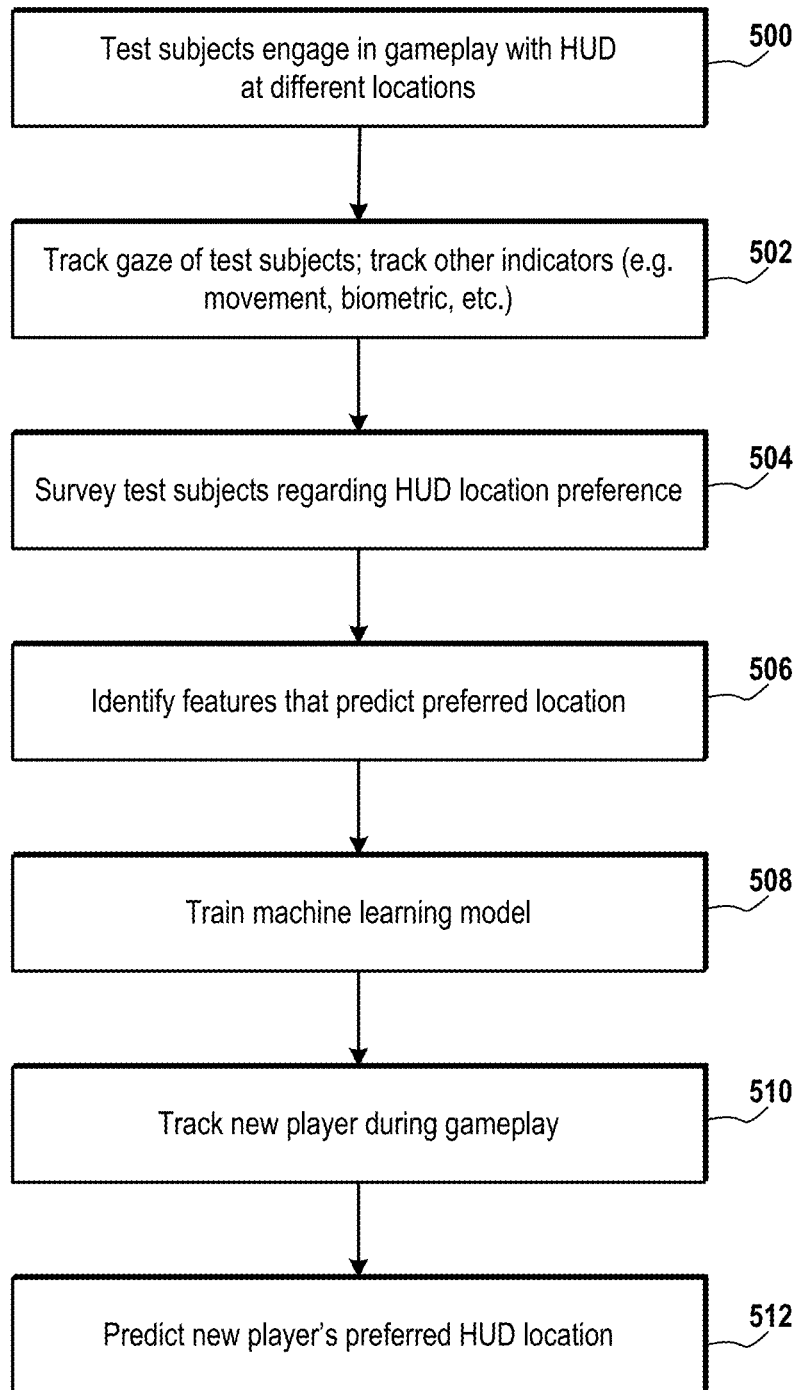 Test subjects engage in gameplay with HUD
at different locations
500
Track gaze of test subjects; track other indicators (e.g.
movement, biometric, etc.)
502
Survey test subjects regarding HUD location preference
504
Identify features that predict preferred location
506
Train machine learning model
508
Track new player during gameplay
510
Predict new player's preferred HUD location
512